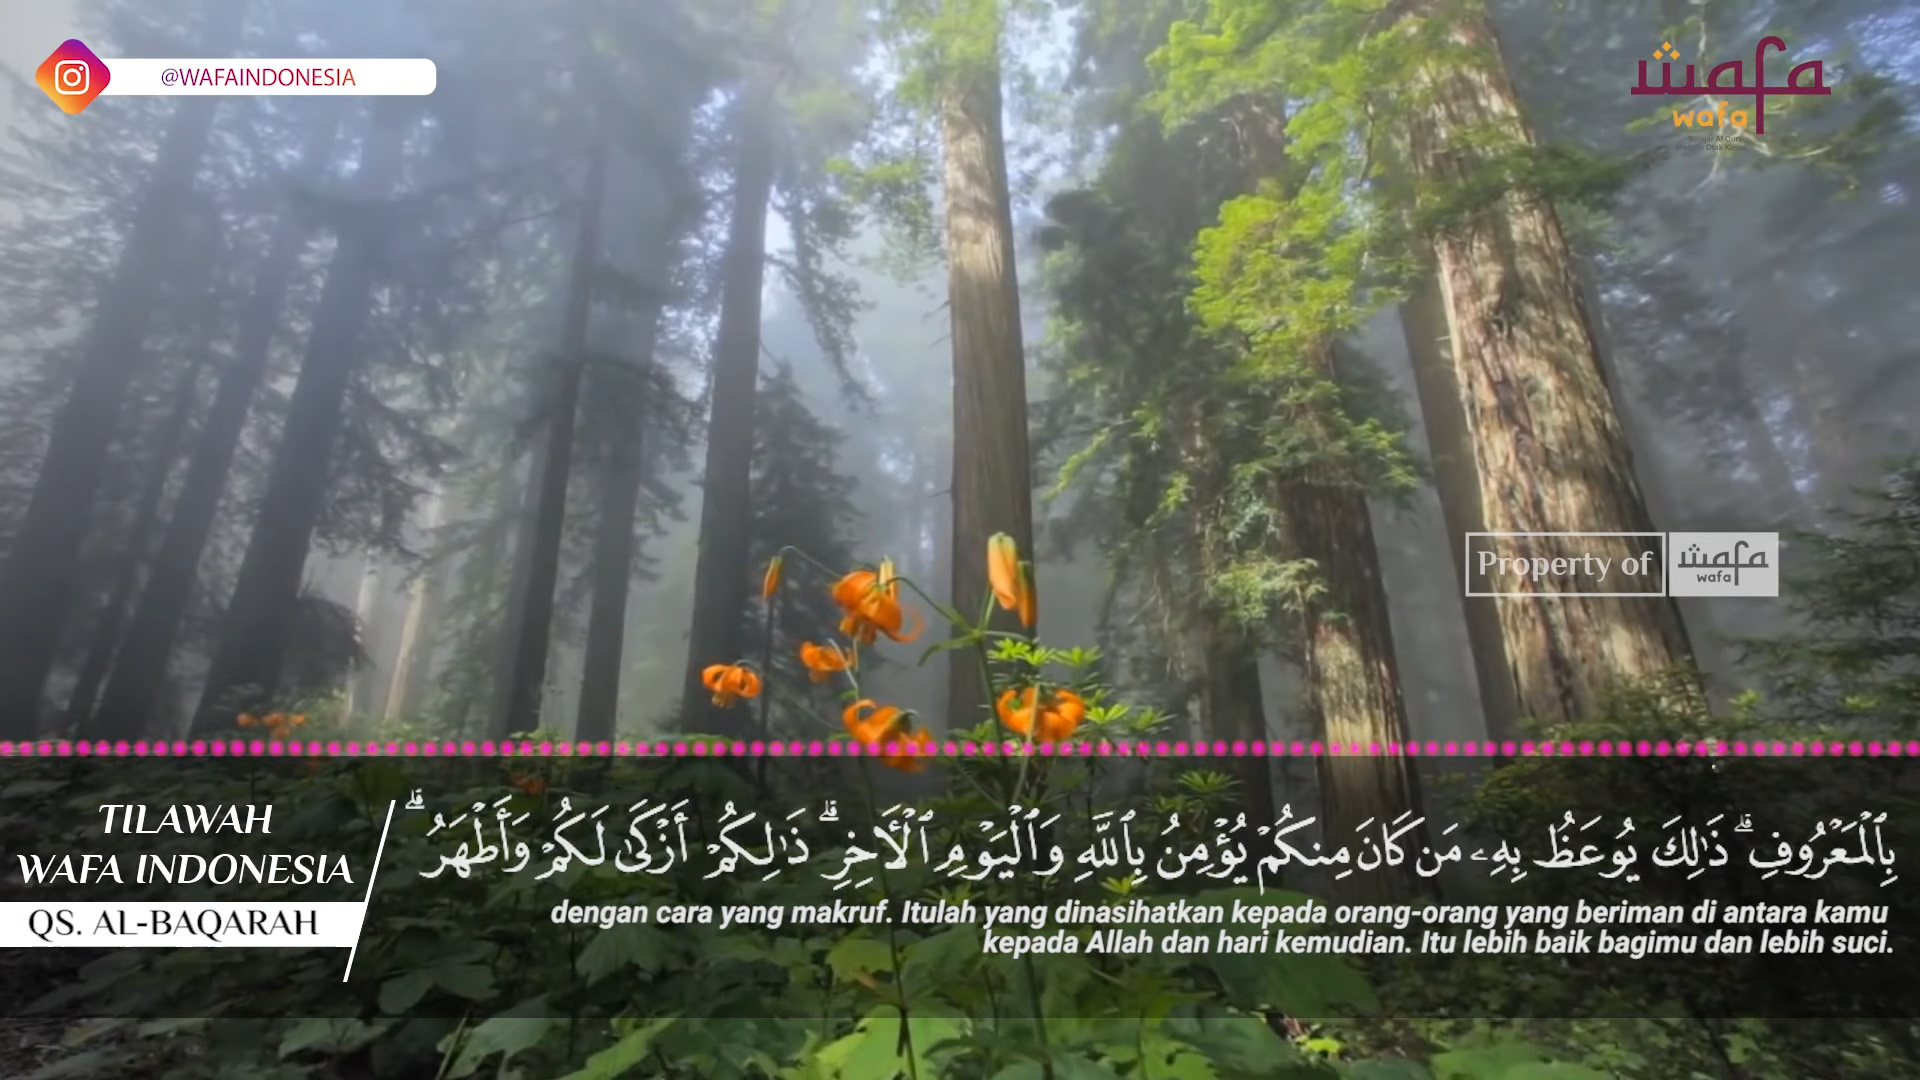 @WAFAINDONESIA
wafa
wafa
Property of
wafa
wafa
TILAWAH
WAFA INDONESIA
QS. AL-BAQARAH
بِٱلْمَعْرُوفِ ۗ ذَٰلِكَ يُوعَظُ بِهِۦ مَن كَانَ مِنكُمْ يُؤْمِنُ بِٱللَّهِ وَٱلْيَوْمِ ٱلْـَٔاخِرِ ۗ ذَٰلِكُمْ أَزْكَىٰ لَكُمْ وَأَطْهَرُ ۗ
dengan cara yang makruf. Itulah yang dinasihatkan kepada orang-orang yang beriman di antara kamu
kepada Allah dan hari kemudian. Itu lebih baik bagimu dan lebih suci.